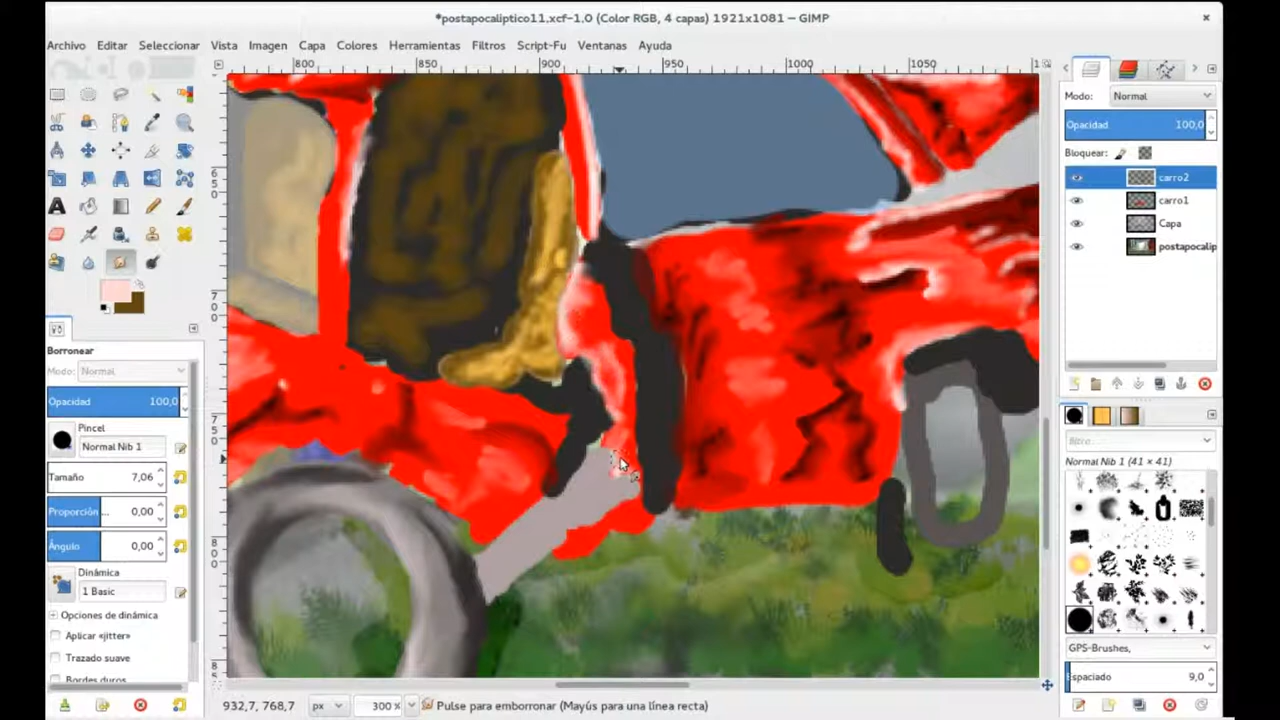 *postapocaliptico11.xcf-1.0 (Color RGB, 4 capas) 1921x1081 – GIMP
Archivo Editar Seleccionar Vista Imagen Capa Colores Herramientas Filtros Script-Fu Ventanas Ayuda
800 850 900 950 1000 1050
Modo: Normal
Opacidad 100,0
Bloquear:
carro2
carro1
Capa
postapocalip
Borronear
Modo: Normal
Opacidad 100,0
Pincel
Normal Nib 1
Tamaño 7,06
Proporción... 0,00
Ángulo 0,00
Dinámica
1 Basic
Opciones de dinámica
Aplicar «jitter»
Trazado suave
Bordes duros
filtro
Normal Nib 1 (41 × 41)
GPS-Brushes,
Espaciado 9,0
932,7, 768,7 px 300 % Pulse para emborronar (Mayús para una línea recta)